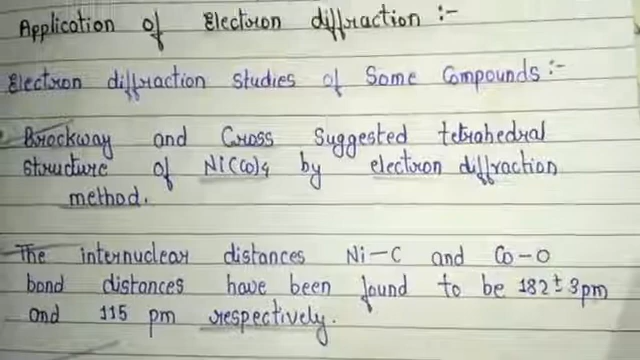 Application of Electron diffraction :-
Electron diffraction studies of Some Compounds :-
Brockway and Cross Suggested tetrahedral
structure of Ni(Co)4 by electron diffraction
method.
The internuclear distances Ni-C and Co-O
bond distances have been found to be 182 ± 3pm
and 115 pm respectively.